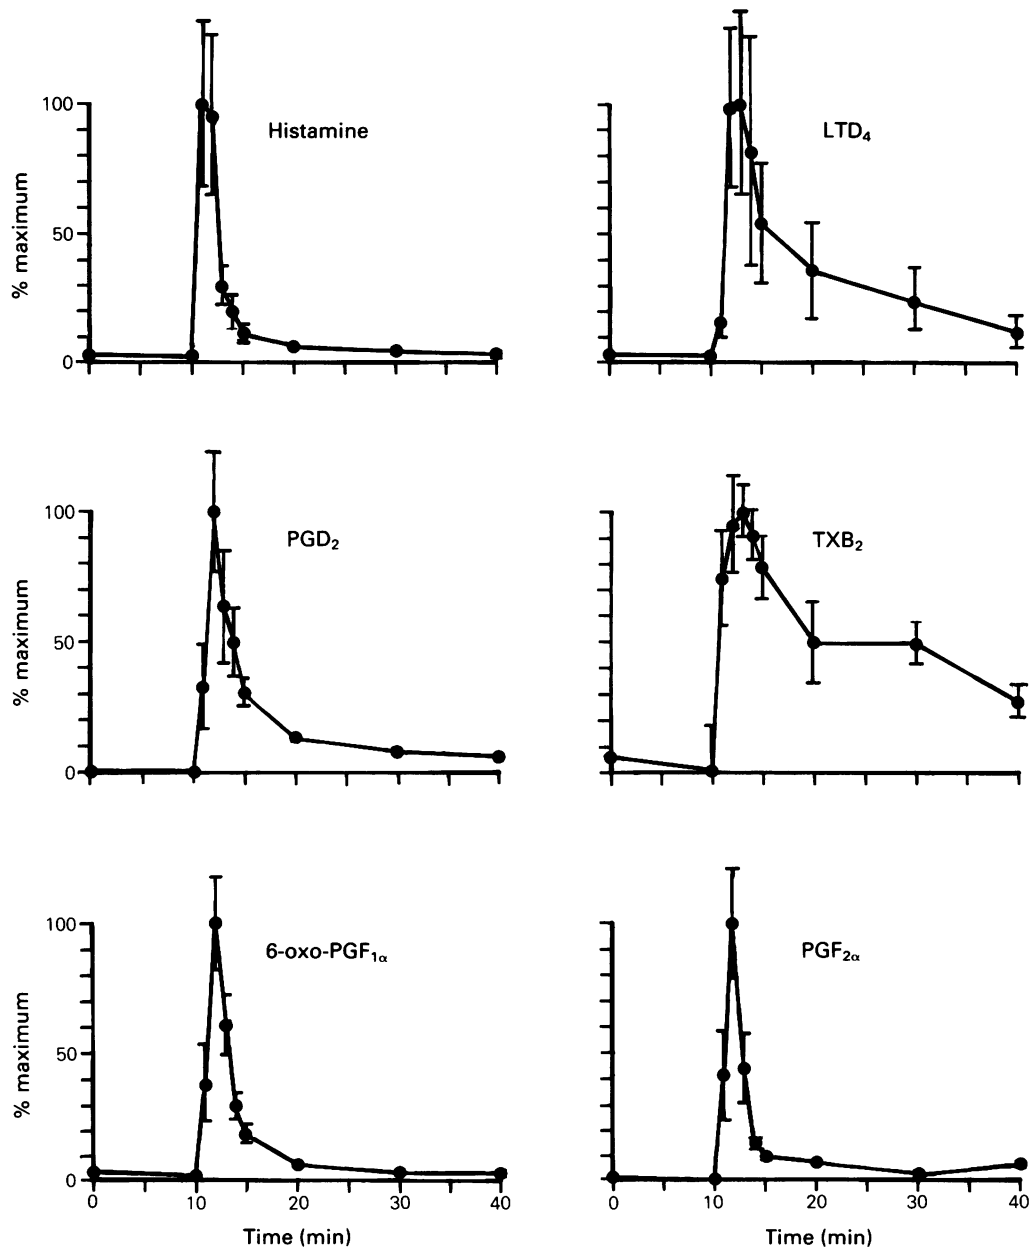 Histamine
LTD₄
100
50
0
% maximum
PGD₂
TXB₂
100
50
0
% maximum
6-oxo-PGF₁α
PGF₂α
100
50
0
% maximum
0 10 20 30 40
0 10 20 30 40
Time (min)
Time (min)